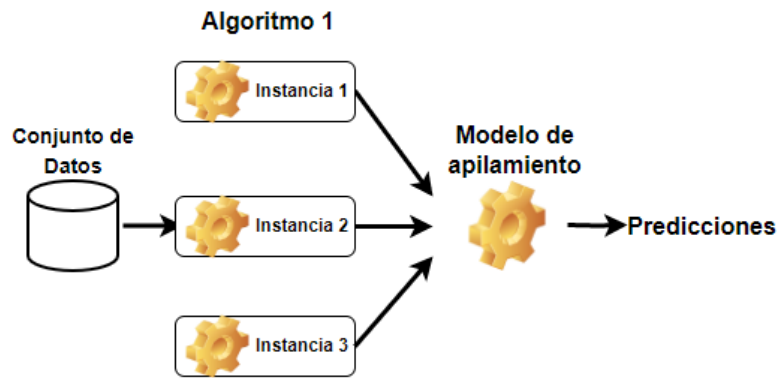 Algoritmo 1
Instancia 1
Conjunto de
Datos
Instancia 2
Instancia 3
Modelo de
apilamiento
Predicciones